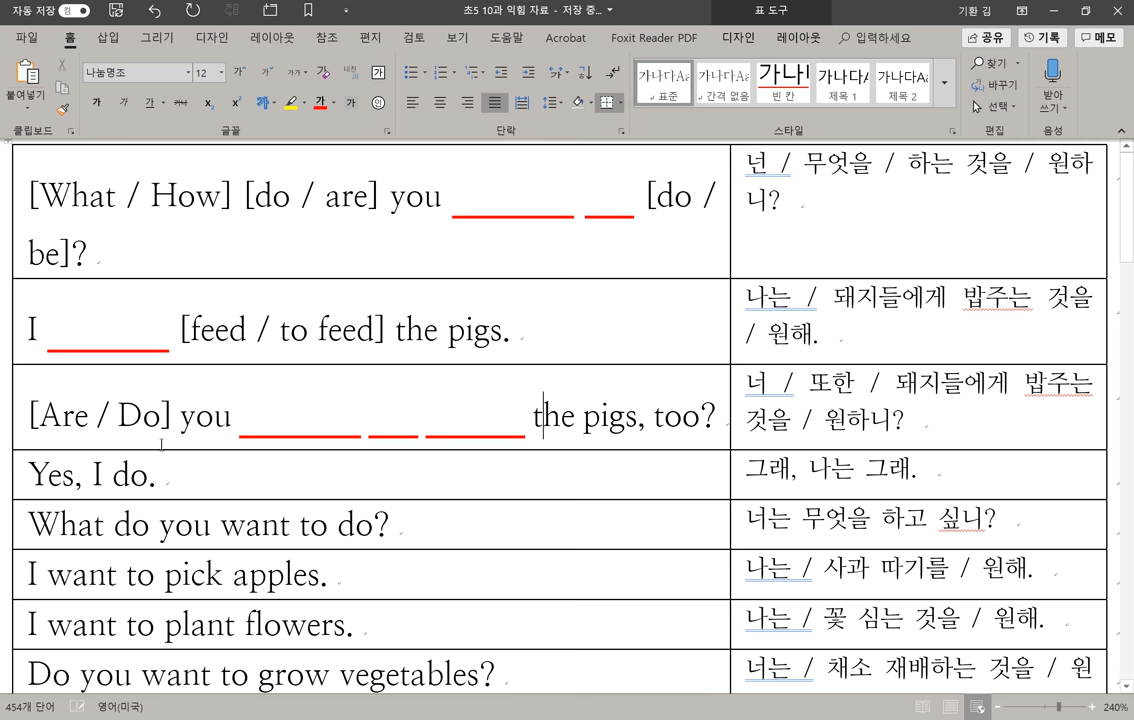 자동 저장
초5 10과 익힘 자료 - 저장 중...
표 도구
기환 김
파일 홈 삽입 그리기 디자인 레이아웃 참조 편지 검토 보기 도움말 Acrobat Foxit Reader PDF 디자인 레이아웃 입력하세요 공유 기록 메모
붙여넣기
나눔명조 12
가나다AaI
↲ 표준
가나다Aa
↲ 간격 없음
가나
빈 칸
가나다A
제목 1
가나다Aa
제목 2
찾기
바꾸기
선택
받아
쓰기
클립보드 글꼴 단락 스타일 편집 음성
[What / How] [do / are] you [do /
be]?
넌 / 무엇을 / 하는 것을 / 원하
니?
I [feed / to feed] the pigs.
나는 / 돼지들에게 밥주는 것을
/ 원해.
[Are / Do] you the pigs, too?
너 / 또한 / 돼지들에게 밥주는
것을 / 원하니?
Yes, I do.
그래, 나는 그래.
What do you want to do?
너는 무엇을 하고 싶니?
I want to pick apples.
나는 / 사과 따기를 / 원해.
I want to plant flowers.
나는 / 꽃 심는 것을 / 원해.
Do you want to grow vegetables?
너는 / 채소 재배하는 것을 / 원
454개 단어 영어(미국) 240%